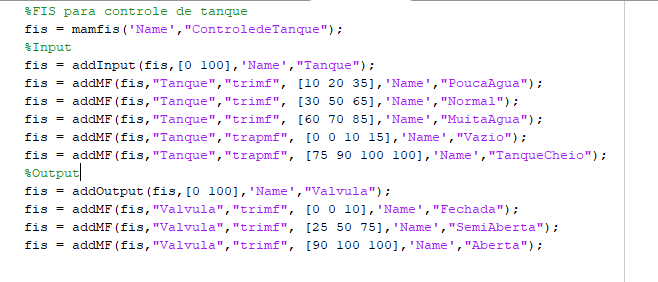 %FIS para controle de tanque
fis = mamfis('Name',"ControledeTanque");
%Input
fis = addInput(fis,[0 100],'Name',"Tanque");
fis = addMF(fis,"Tanque","trimf", [10 20 35],'Name',"PoucaAgua");
fis = addMF(fis,"Tanque","trimf", [30 50 65],'Name',"Normal");
fis = addMF(fis,"Tanque","trimf", [60 70 85],'Name',"MuitaAgua");
fis = addMF(fis,"Tanque","trapmf", [0 0 10 15],'Name',"Vazio");
fis = addMF(fis,"Tanque","trapmf", [75 90 100 100],'Name',"TanqueCheio");
%Output
fis = addOutput(fis,[0 100],'Name',"Valvula");
fis = addMF(fis,"Valvula","trimf", [0 0 10],'Name',"Fechada");
fis = addMF(fis,"Valvula","trimf", [25 50 75],'Name',"SemiAberta");
fis = addMF(fis,"Valvula","trimf", [90 100 100],'Name',"Aberta");